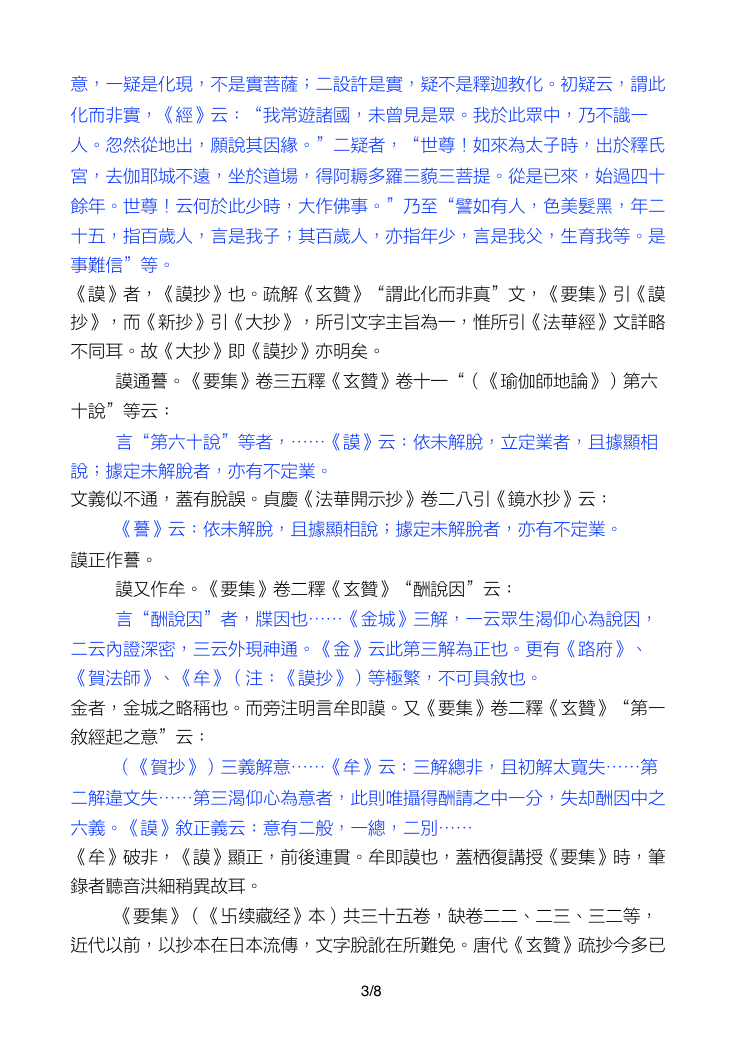 意，一疑是化現，不是實菩薩；二設許是實，疑不是釋迦教化。初疑云，謂此
化而非實，《經》云：“我常遊諸國，未曾見是眾。我於此眾中，乃不識一
人。忽然從地出，願說其因緣。”二疑者，“世尊！如來為太子時，出於釋氏
宮，去伽耶城不遠，坐於道場，得阿耨多羅三藐三菩提。從是已來，始過四十
餘年。世尊！云何於此少時，大作佛事。”乃至“譬如有人，色美髮黑，年二
十五，指百歲人，言是我子；其百歲人，亦指年少，言是我父，生育我等。是
事難信”等。
《謨》者，《謨抄》也。疏解《玄贊》“謂此化而非真”文，《要集》引《謨
抄》，而《新抄》引《大抄》，所引文字主旨為一，惟所引《法華經》文詳略
不同耳。故《大抄》即《謨抄》亦明矣。
謨通謩。《要集》卷三五釋《玄贊》卷十一“（《瑜伽師地論》）第六
十說”等云：
言“第六十說”等者，……《謨》云：依未解脫，立定業者，且據顯相
說；據定未解脫者，亦有不定業。
文義似不通，蓋有脫誤。貞慶《法華開示抄》卷二八引《鏡水抄》云：
《謩》云：依未解脫，且據顯相說；據定未解脫者，亦有不定業。
謨正作謩。
謨又作牟。《要集》卷二釋《玄贊》“酬說因”云：
言“酬說因”者，牒因也……《金城》三解，一云眾生渴仰心為說因，
二云內證深密，三云外現神通。《金》云此第三解為正也。更有《路府》、
《賀法師》、《牟》（注：《謨抄》）等極繁，不可具敘也。
金者，金城之略稱也。而旁注明言牟即謨。又《要集》卷二釋《玄贊》“第一
敘經起之意”云：
（《賀抄》）三義解意……《牟》云：三解總非，且初解太寬失……第
二解違文失……第三渴仰心為意者，此則唯攝得酬請之中一分，失却酬因中之
六義。《謨》敘正義云：意有二般，一總，二別……
《牟》破非，《謨》顯正，前後連貫。牟即謨也，蓋栖復講授《要集》時，筆
錄者聽音洪細稍異故耳。
《要集》（《卐续藏经》本）共三十五卷，缺卷二二、二三、三二等，
近代以前，以抄本在日本流傳，文字脫訛在所難免。唐代《玄贊》疏抄今多已
3/8